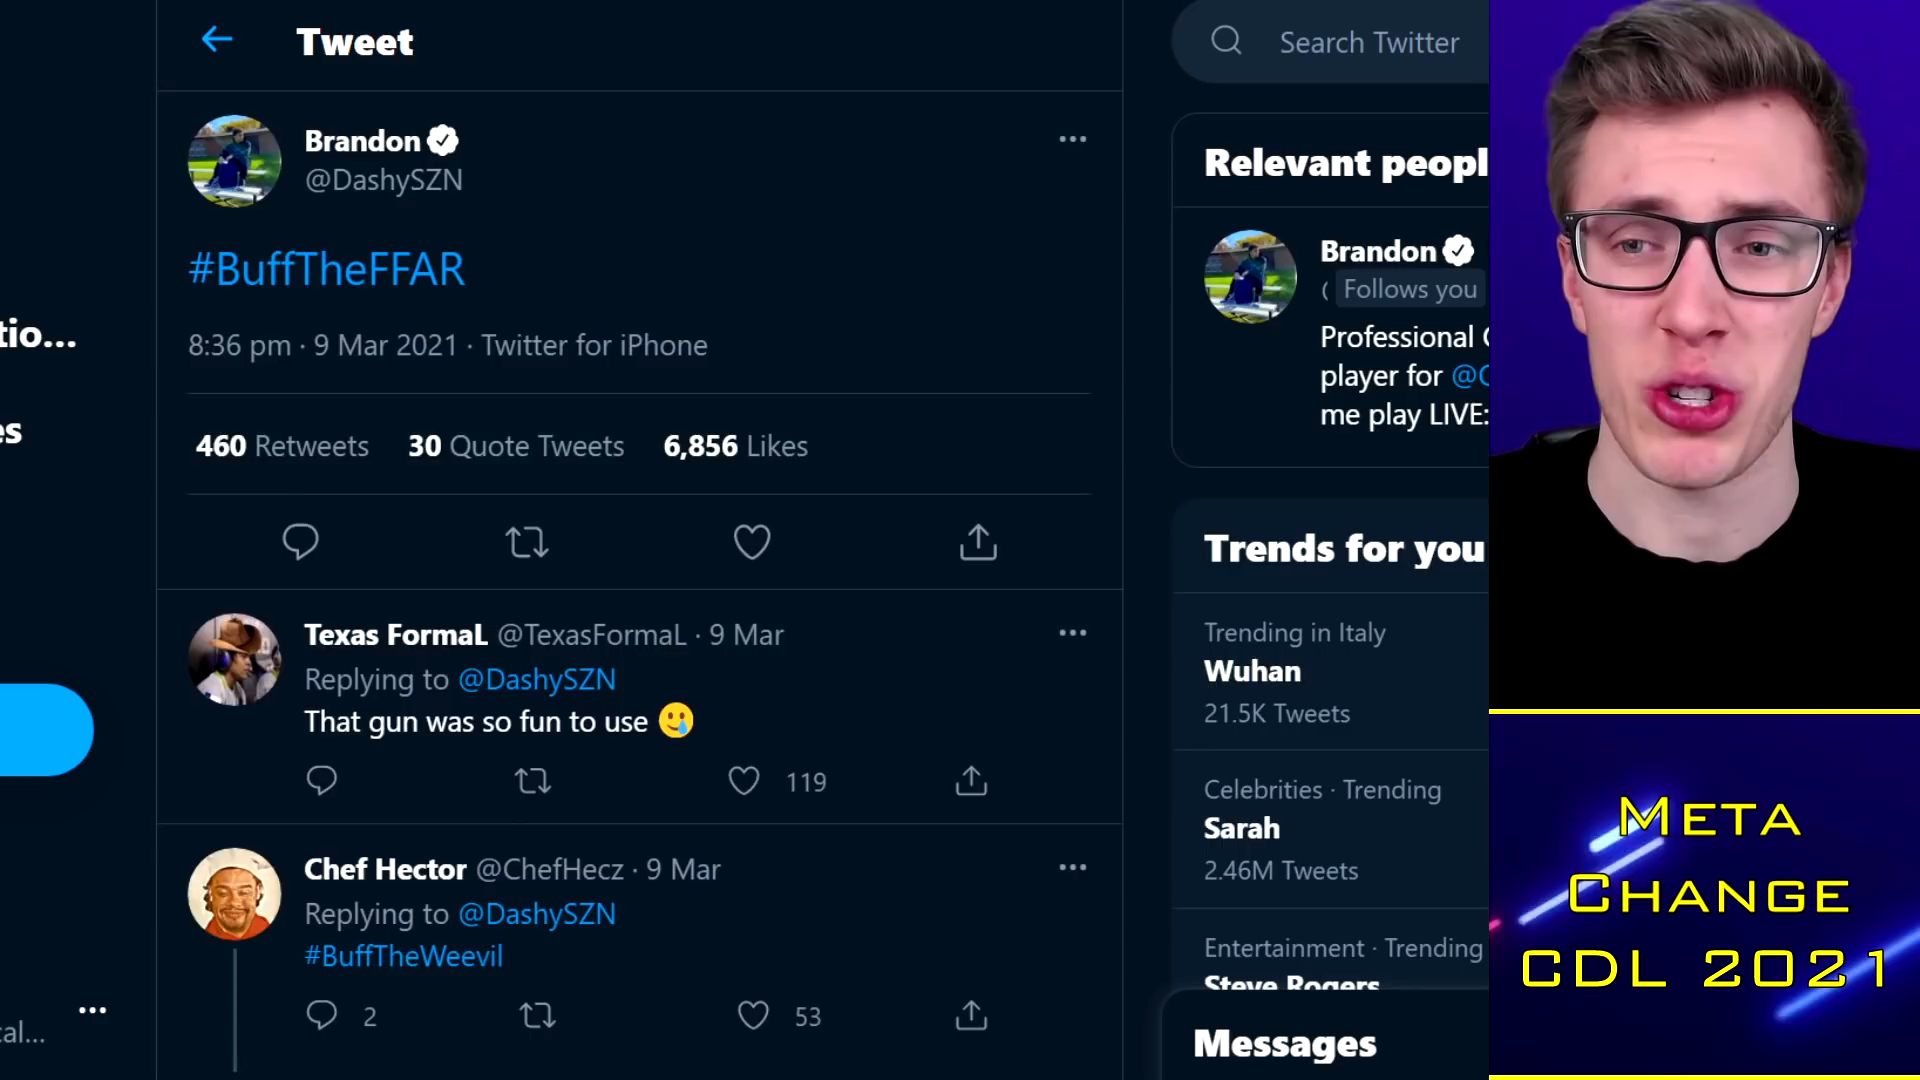 Tweet
Brandon
@DashySZN
#BuffTheFFAR
8:36 pm · 9 Mar 2021 · Twitter for iPhone
460 Retweets 30 Quote Tweets 6,856 Likes
Texas FormaL @TexasFormaL · 9 Mar
Replying to @DashySZN
That gun was so fun to use 🥲
119
Chef Hector @ChefHecz · 9 Mar
Replying to @DashySZN
#BuffTheWeevil
2 53
tio...
es
cal...
Search Twitter
Relevant peopl
Brandon
( Follows you
Professional C
player for @C
me play LIVE:
Trends for you
Trending in Italy
Wuhan
21.5K Tweets
Celebrities · Trending
Sarah
2.46M Tweets
Entertainment · Trending
Steve Rogers
Messages
META
CHANGE
CDL 2021